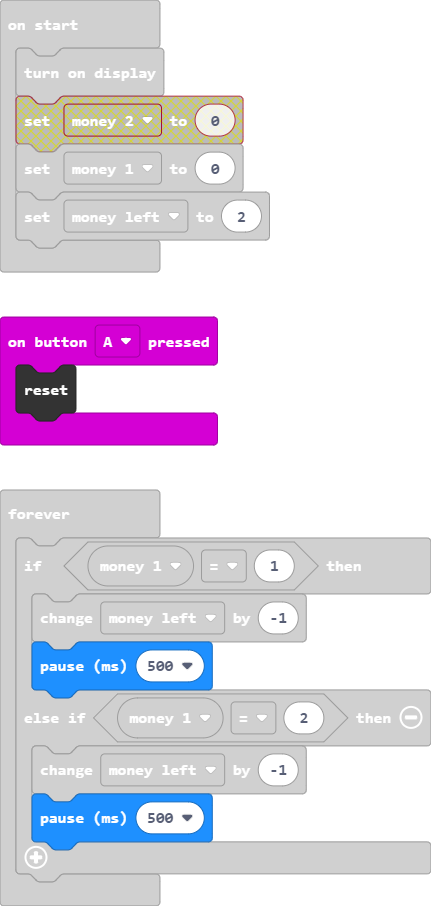 on start
turn on display
set money 2 to 0
set money 1 to 0
set money left to 2
on button A pressed
reset
forever
if money 1 = 1 then
change money left by -1
pause (ms) 500
else if money 1 = 2 then
change money left by -1
pause (ms) 500